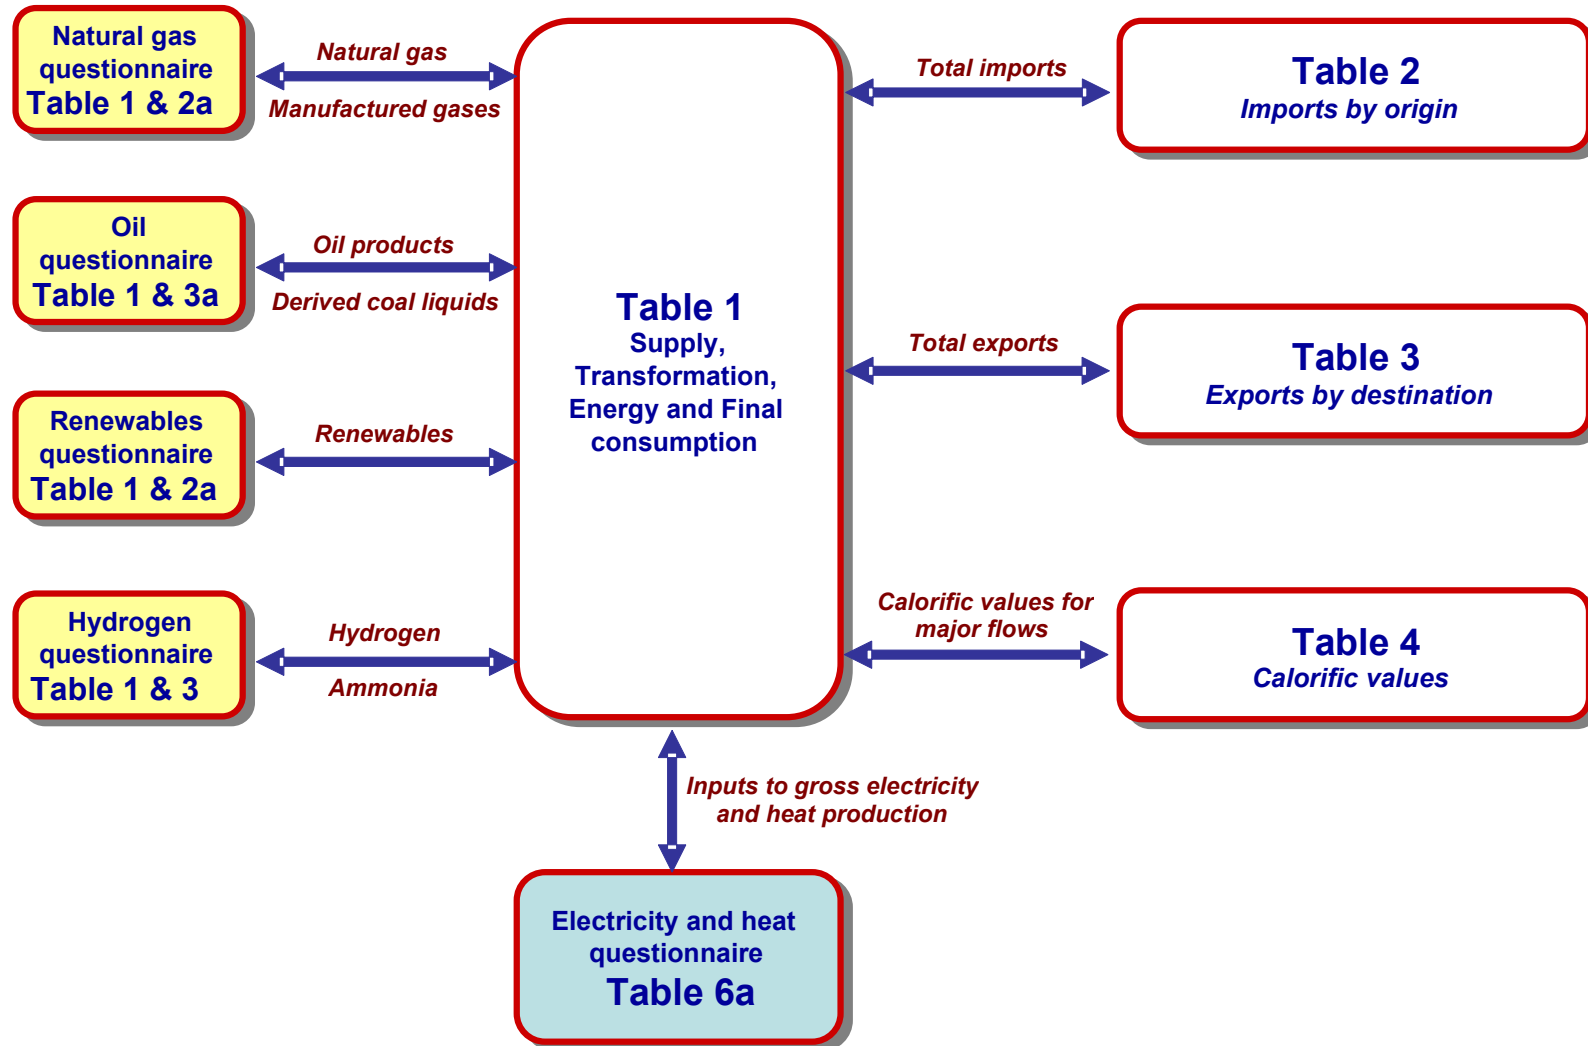 Natural gas
questionnaire
Table 1 & 2a
Natural gas
Manufactured gases
Oil
questionnaire
Table 1 & 3a
Oil products
Derived coal liquids
Renewables
questionnaire
Table 1 & 2a
Renewables
Hydrogen
questionnaire
Table 1 & 3
Hydrogen
Ammonia
Table 1
Supply,
Transformation,
Energy and Final
consumption
Total imports
Table 2
Imports by origin
Total exports
Table 3
Exports by destination
Calorific values for
major flows
Table 4
Calorific values
Inputs to gross electricity
and heat production
Electricity and heat
questionnaire
Table 6a